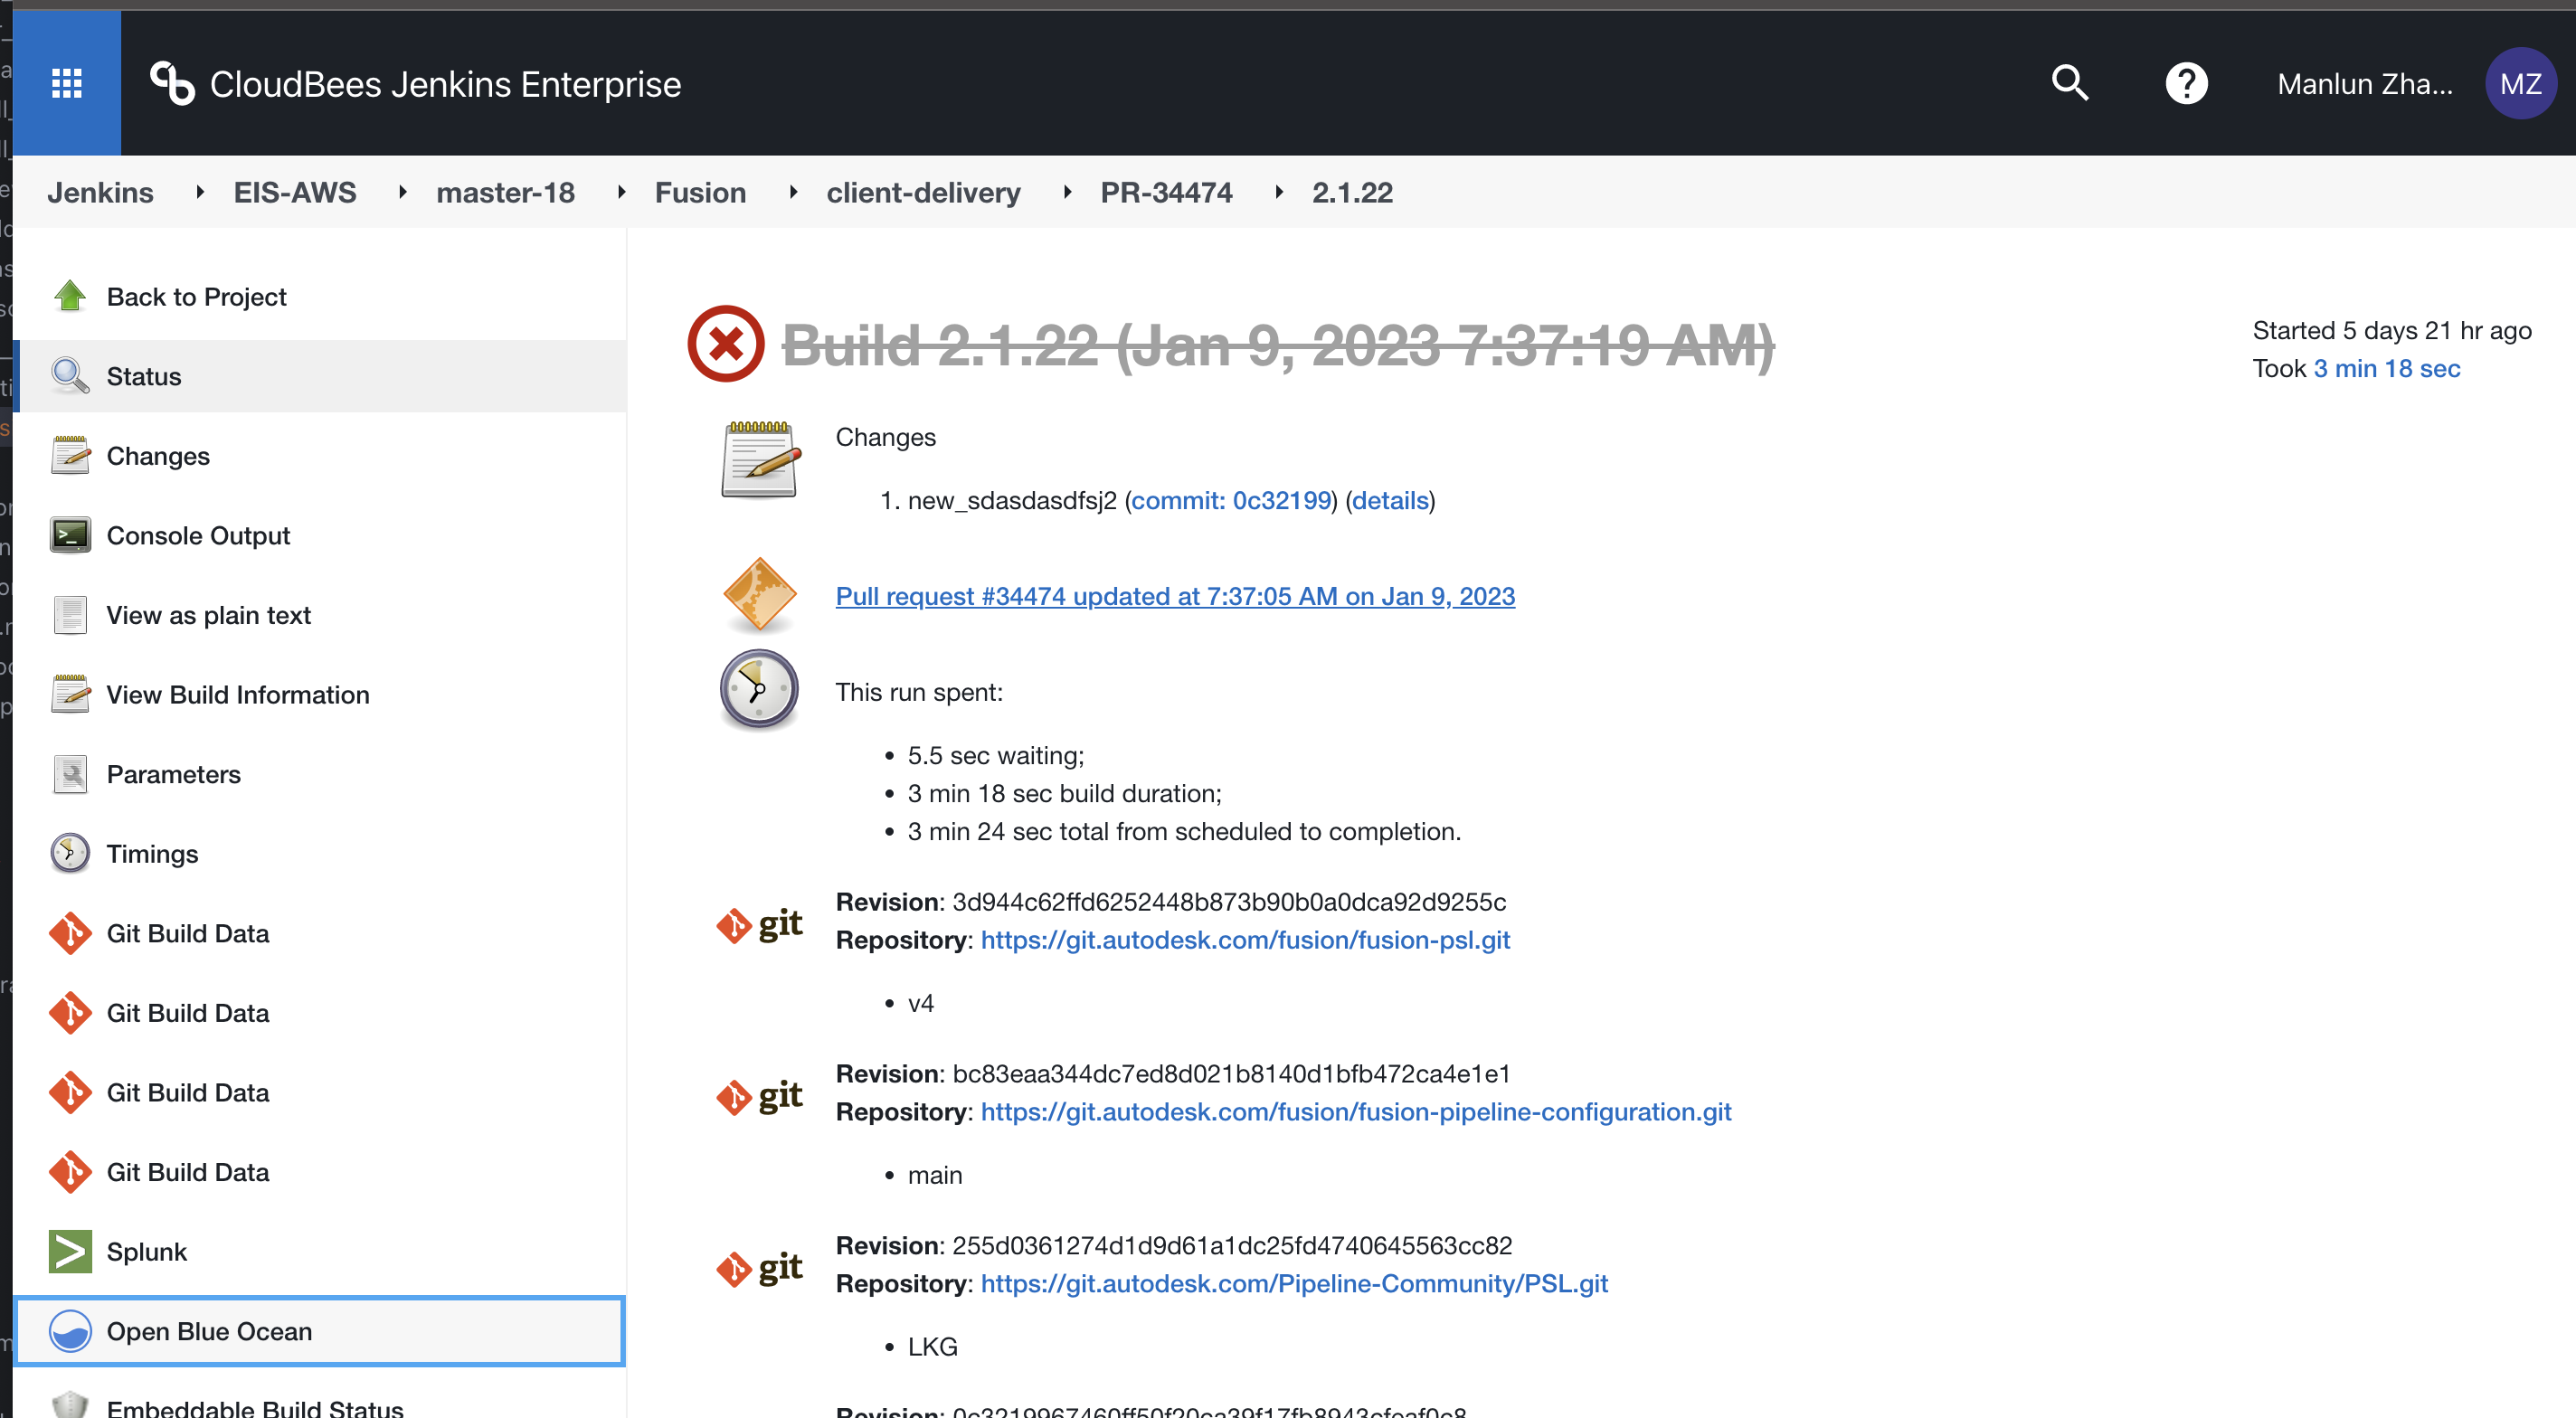 CloudBees Jenkins Enterprise
Manlun Zha...
MZ
Jenkins
EIS-AWS
master-18
Fusion
client-delivery
PR-34474
2.1.22
Back to Project
Status
Changes
Console Output
View as plain text
View Build Information
Parameters
Timings
Git Build Data
Git Build Data
Git Build Data
Git Build Data
Splunk
Open Blue Ocean
Embeddable Build Status
Build 2.1.22 (Jan 9, 2023 7:37:19 AM)
Started 5 days 21 hr ago
Took 3 min 18 sec
Changes
1. new_sdasdasdfsj2 (commit: 0c32199) (details)
Pull request #34474 updated at 7:37:05 AM on Jan 9, 2023
This run spent:
• 5.5 sec waiting;
• 3 min 18 sec build duration;
• 3 min 24 sec total from scheduled to completion.
git
Revision: 3d944c62ffd6252448b873b90b0a0dca92d9255c
Repository: https://git.autodesk.com/fusion/fusion-psl.git
• v4
git
Revision: bc83eaa344dc7ed8d021b8140d1bfb472ca4e1e1
Repository: https://git.autodesk.com/fusion/fusion-pipeline-configuration.git
• main
git
Revision: 255d0361274d1d9d61a1dc25fd4740645563cc82
Repository: https://git.autodesk.com/Pipeline-Community/PSL.git
• LKG
Revision: